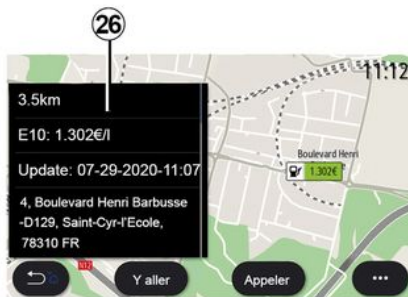 26
11:12
3.5km
E10: 1.302€/l
Update: 07-29-2020-11:07
4, Boulevard Henri Barbusse
-D129, Saint-Cyr-l'Ecole,
78310 FR
Boulevard Henri
1.302€
N12
Y aller
Appeler
...